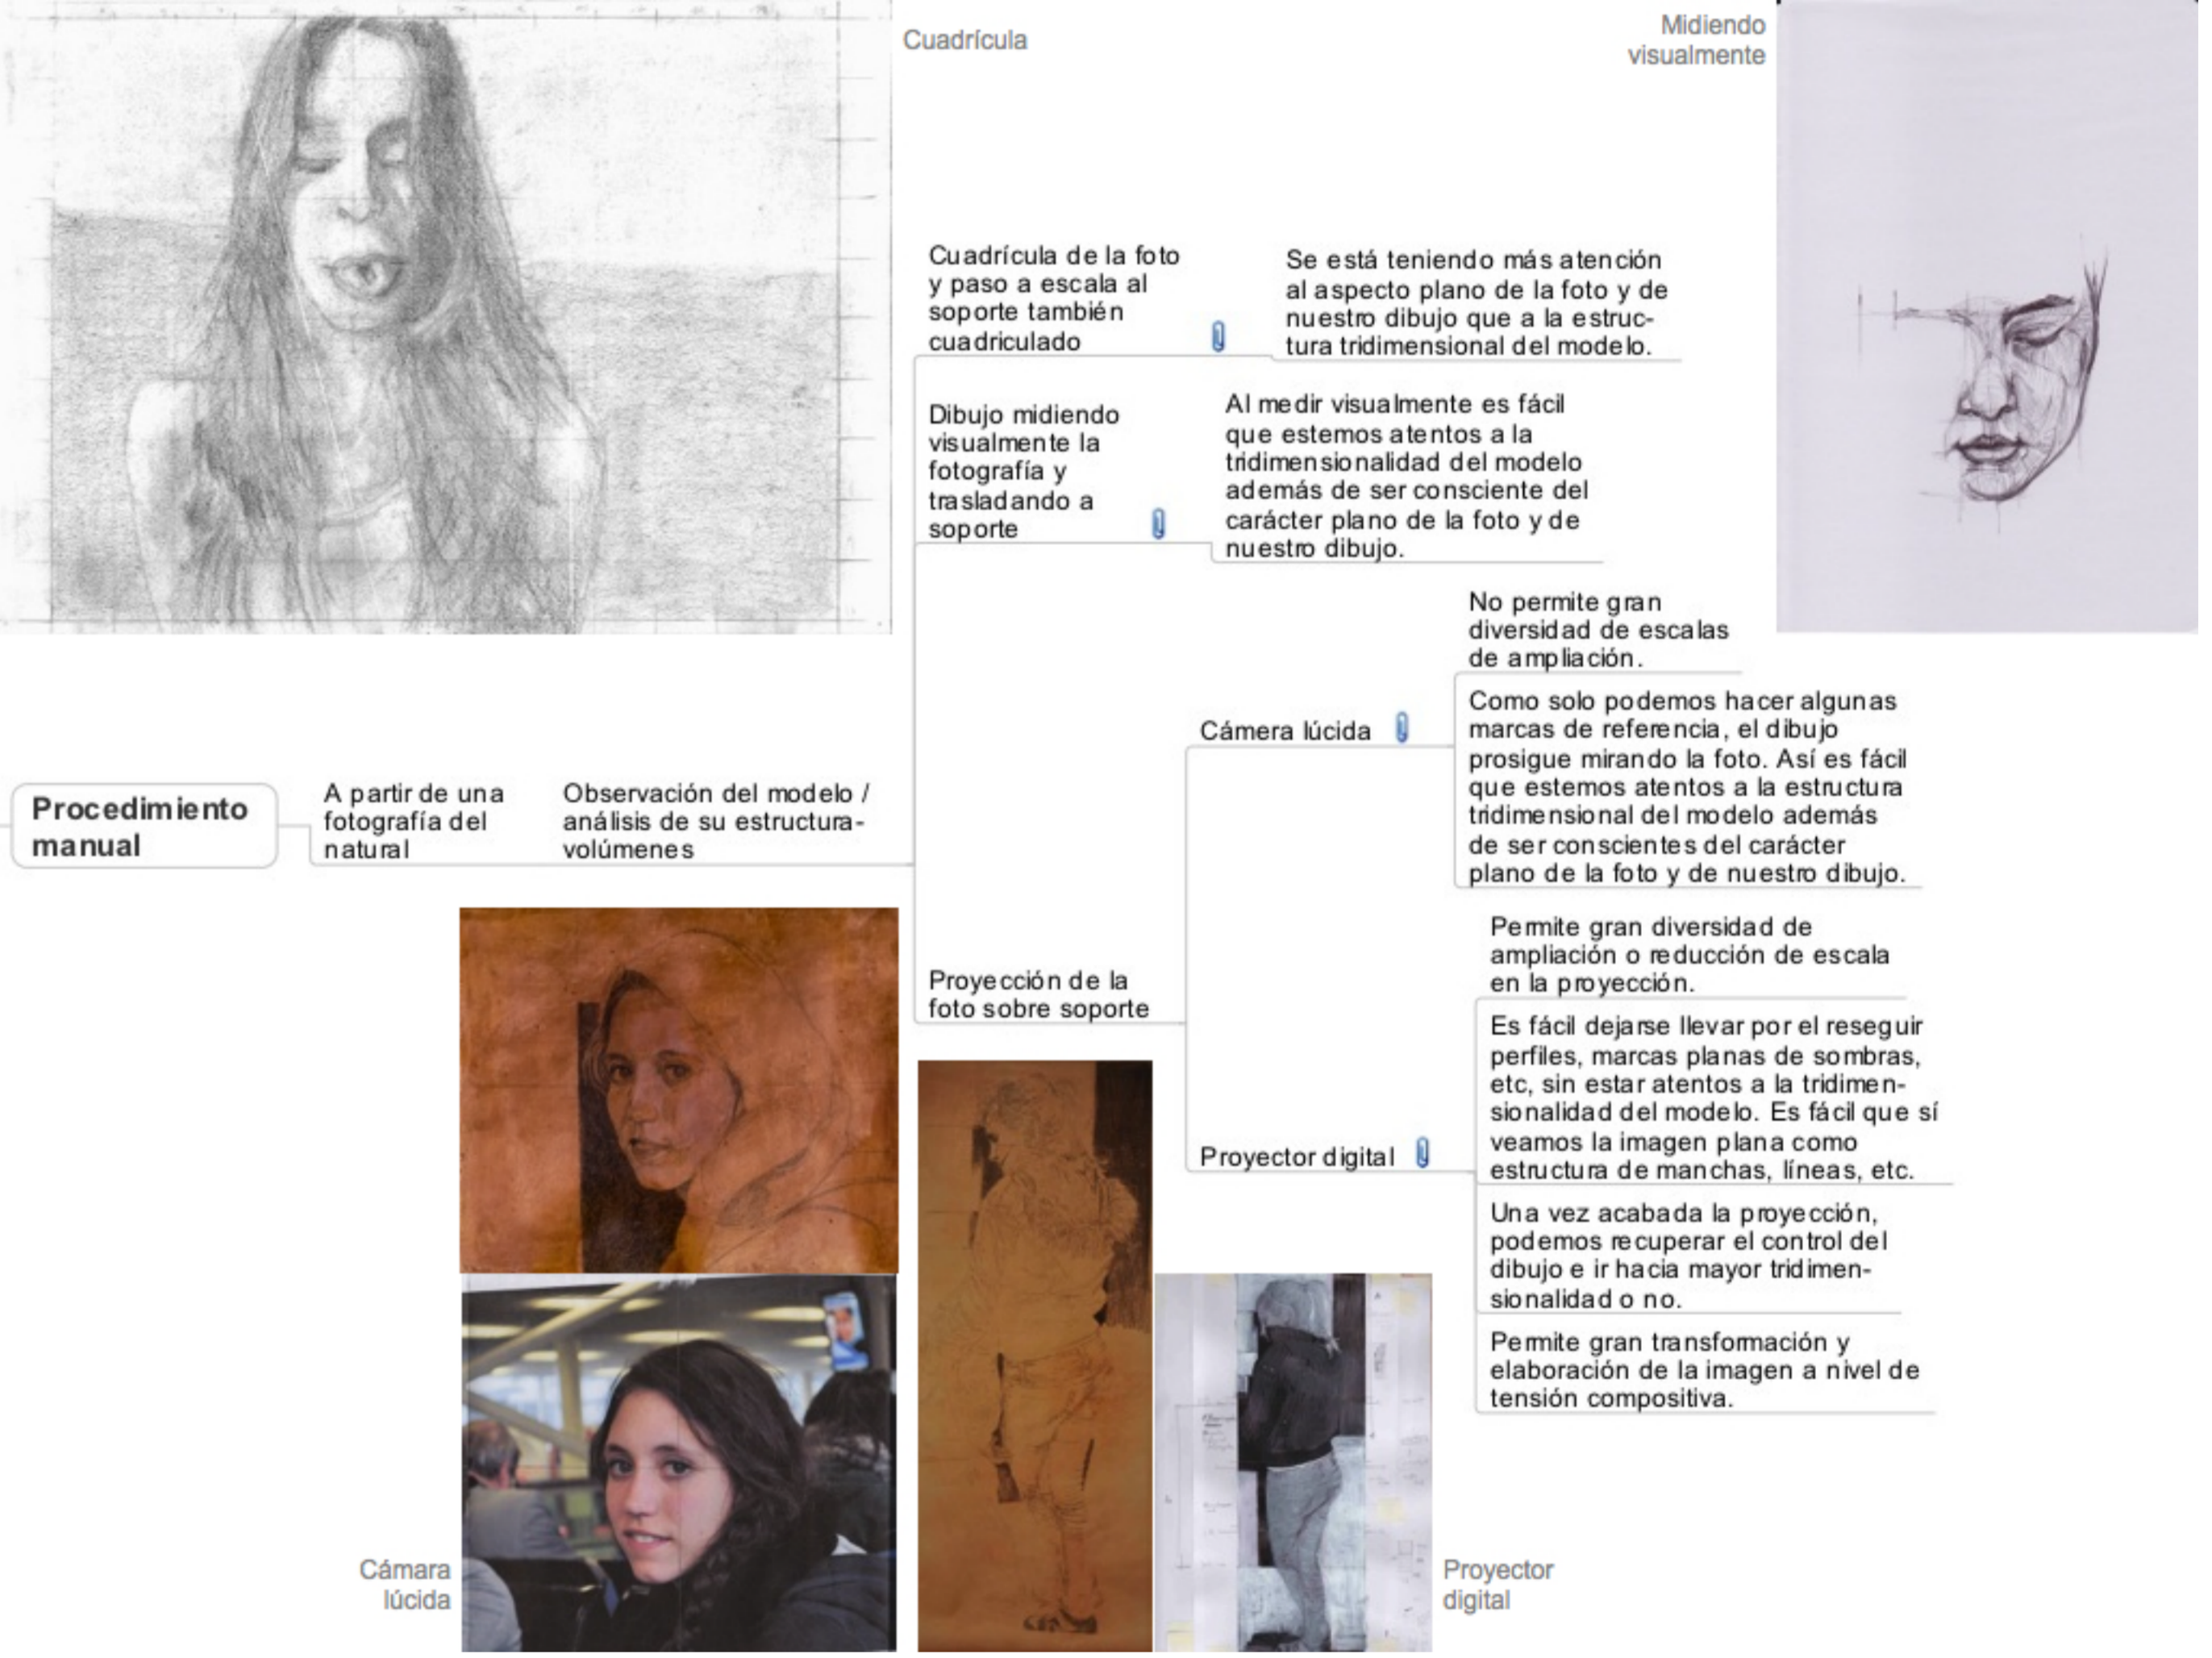 Cuadrícula
Midiendo
visualmente
Cuadrícula de la foto
y paso a escala al
soporte también
cuadriculado
Se está teniendo más atención
al aspecto plano de la foto y de
nuestro dibujo que a la estruc-
tura tridimensional del modelo.
Dibujo midiendo
visualmente la
fotografía y
trasladando a
soporte
Al medir visualmente es fácil
que estemos atentos a la
tridimensionalidad del modelo
además de ser consciente del
carácter plano de la foto y de
nuestro dibujo.
No permite gran
diversidad de escalas
de ampliación.
Cámera lúcida
Como solo podemos hacer algunas
marcas de referencia, el dibujo
prosigue mirando la foto. Así es fácil
que estemos atentos a la estructura
tridimensional del modelo además
de ser conscientes del carácter
plano de la foto y de nuestro dibujo.
Procedimiento
manual
A partir de una
fotografía del
natural
Observación del modelo /
análisis de su estructura-
volúmenes
Proyección de la
foto sobre soporte
Permite gran diversidad de
ampliación o reducción de escala
en la proyección.
Es fácil dejarse llevar por el reseguir
perfiles, marcas planas de sombras,
etc, sin estar atentos a la tridimen-
sionalidad del modelo. Es fácil que sí
veamos la imagen plana como
estructura de manchas, líneas, etc.
Proyector digital
Una vez acabada la proyección,
podemos recuperar el control del
dibujo e ir hacia mayor tridimen-
sionalidad o no.
Permite gran transformación y
elaboración de la imagen a nivel de
tensión compositiva.
Cámara
lúcida
Proyector
digital